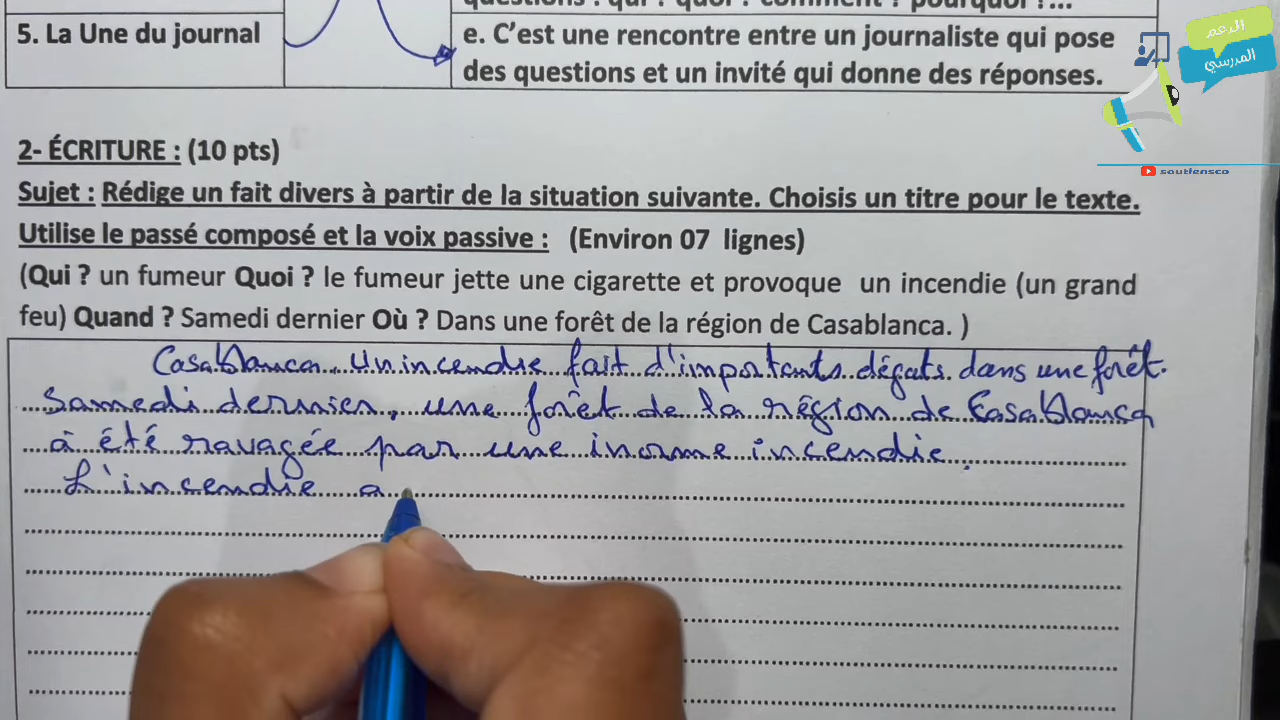 questions : qui ? quoi ? comment ? pourquoi ?...
5. La Une du journal
e. C'est une rencontre entre un journaliste qui pose
des questions et un invité qui donne des réponses.
الدعم
المدرسي
soutiensco
2- ÉCRITURE : (10 pts)
Sujet : Rédige un fait divers à partir de la situation suivante. Choisis un titre pour le texte.
Utilise le passé composé et la voix passive : (Environ 07 lignes)
(Qui ? un fumeur Quoi ? le fumeur jette une cigarette et provoque un incendie (un grand
feu) Quand ? Samedi dernier Où ? Dans une forêt de la région de Casablanca. )
Casablanca. Un incendie fait d'importants dégats dans une forêt.
Samedi dernier, une forêt de la région de Casablanca
à été ravagée par une inorme incendie.
L'incendie a